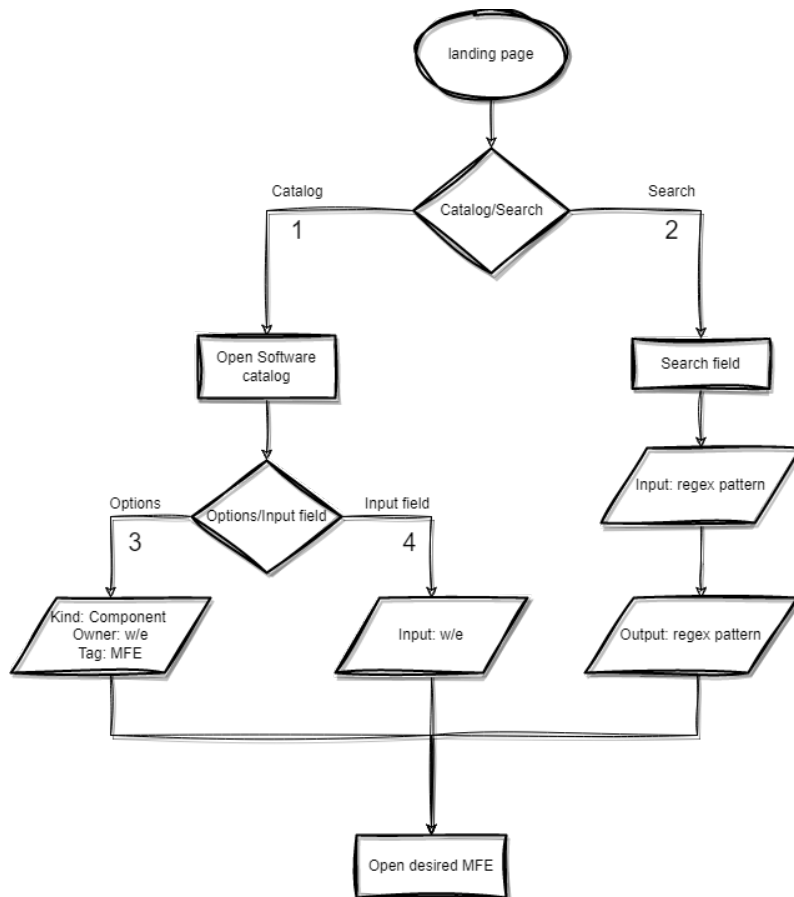 landing page
Catalog
Search
Catalog/Search
1
2
Open Software
catalog
Search field
Input: regex pattern
Options
Input field
Options/Input field
3
4
Kind: Component
Owner: w/e
Tag: MFE
Input: w/e
Output: regex pattern
Open desired MFE